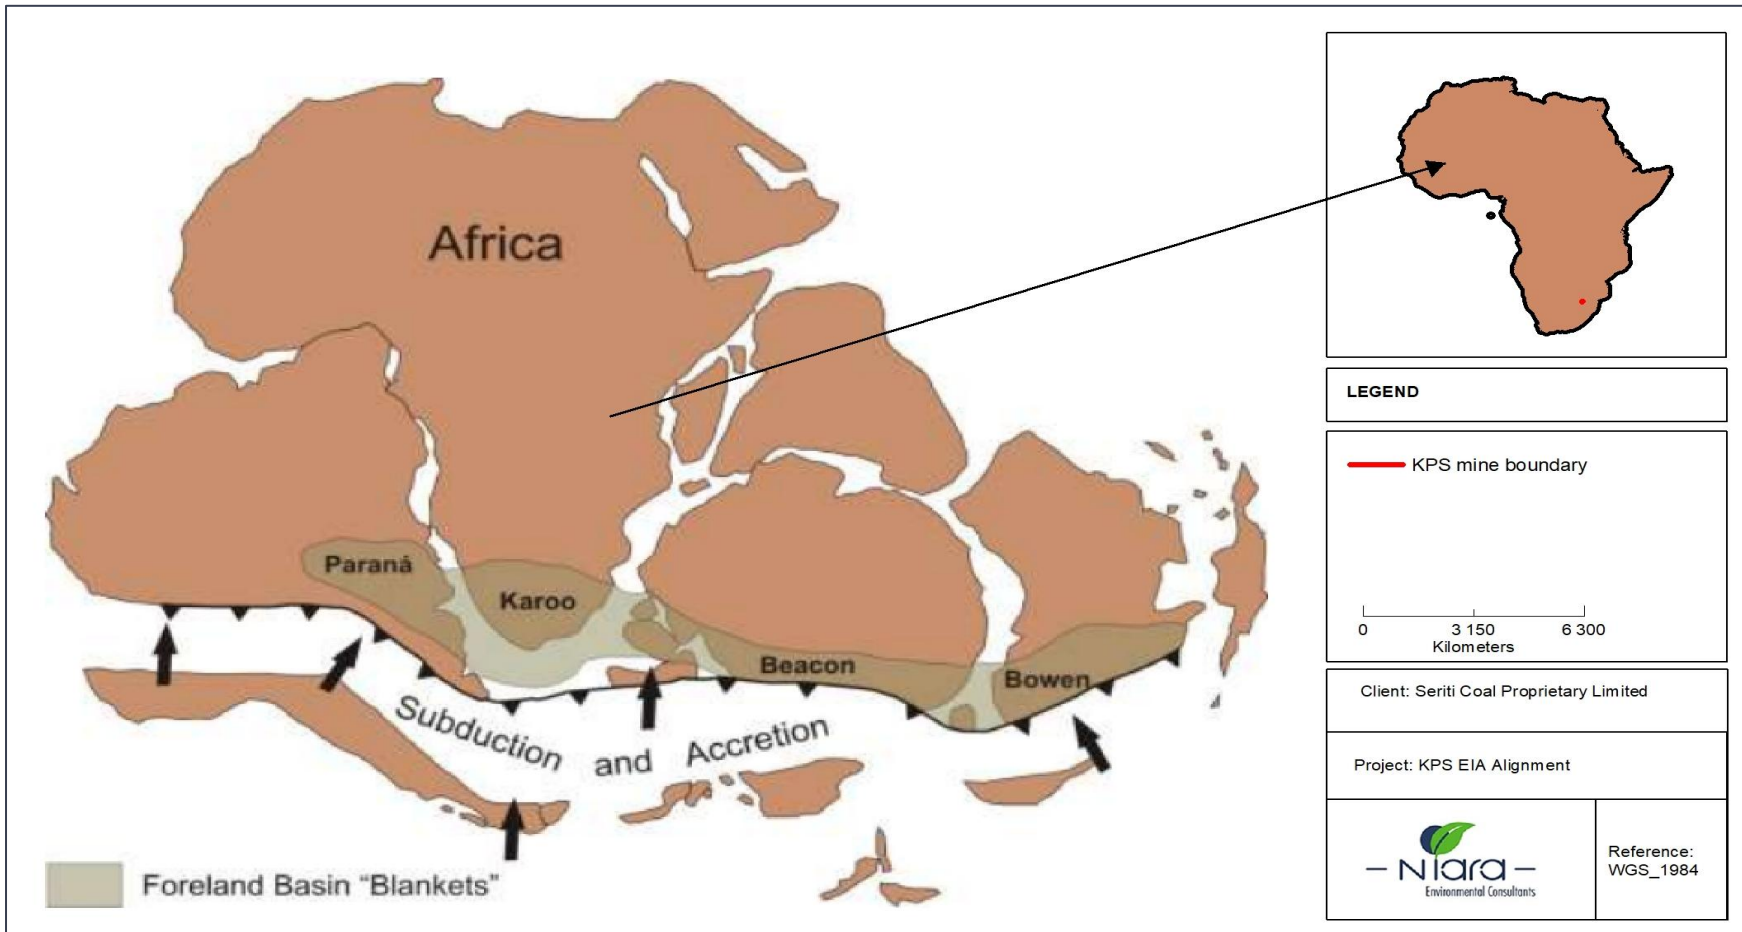 Africa
Paraná
Karoo
Beacon
Bowen
Subduction and Accretion
Foreland Basin “Blankets”
LEGEND
KPS mine boundary
0 3 150 6 300
Kilometers
Client: Seriti Coal Proprietary Limited
Project: KPS EIA Alignment
Niara
Environmental Consultants
Reference:
WGS_1984